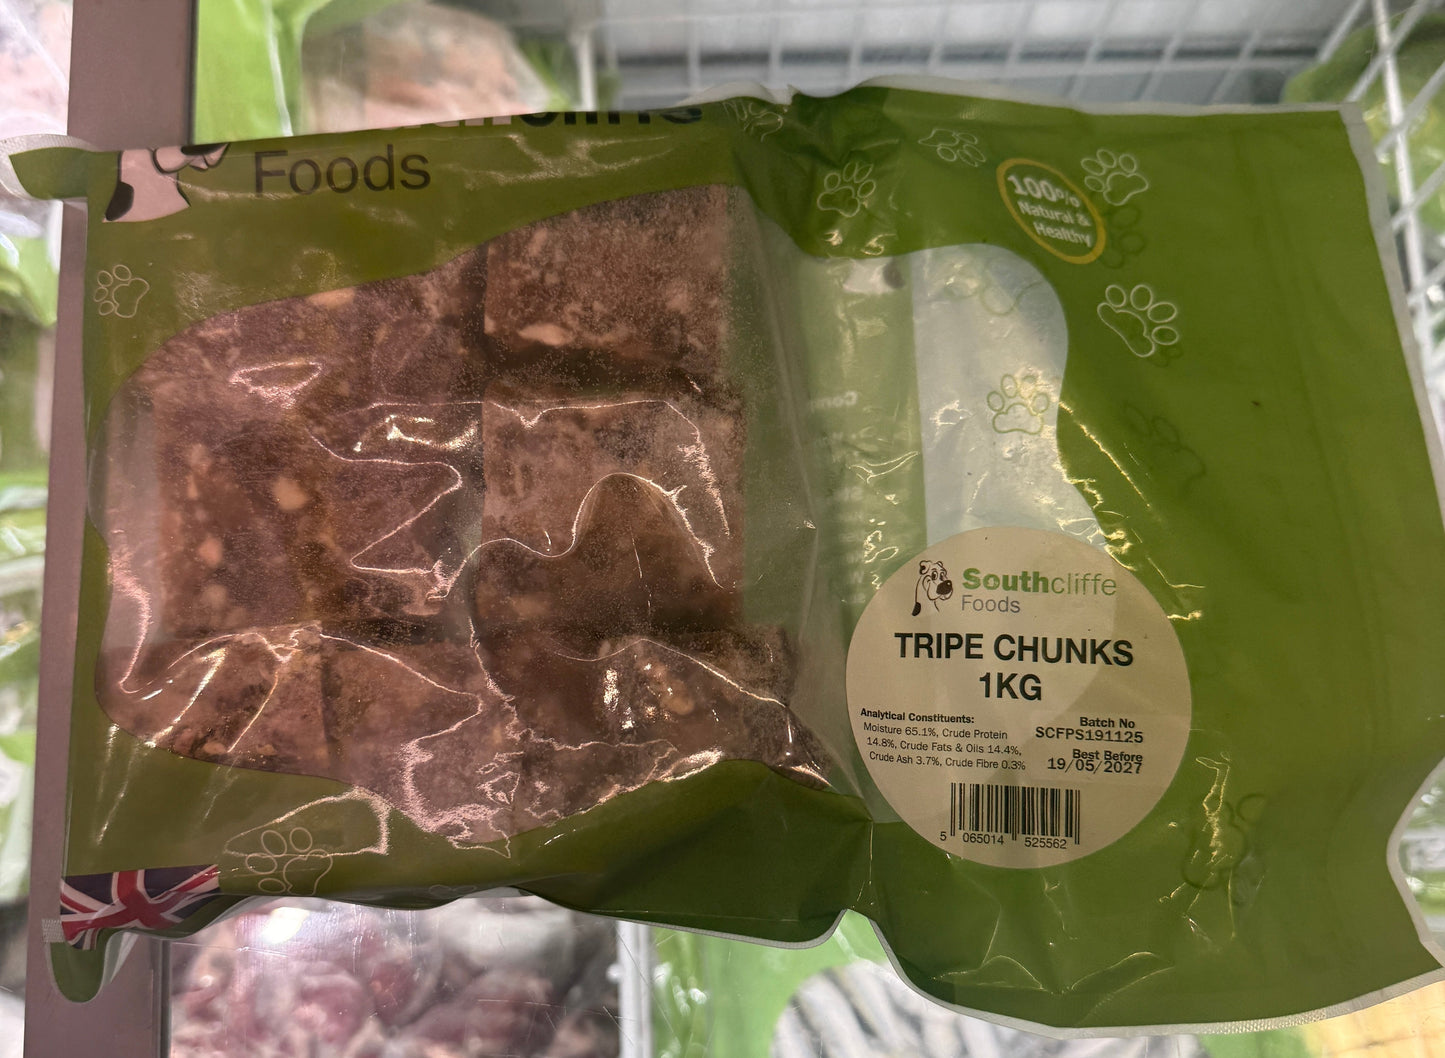 Foods
100%
Natural &
Healthy
Southcliffe
Foods
TRIPE CHUNKS
1KG
Analytical Constituents:
Moisture 65.1%, Crude Protein
14.8%, Crude Fats & Oils 14.4%,
Crude Ash 3.7%, Crude Fibre 0.3%
Batch No
SCFPS191125
Best Before
19/05/2027
5 065014 525562